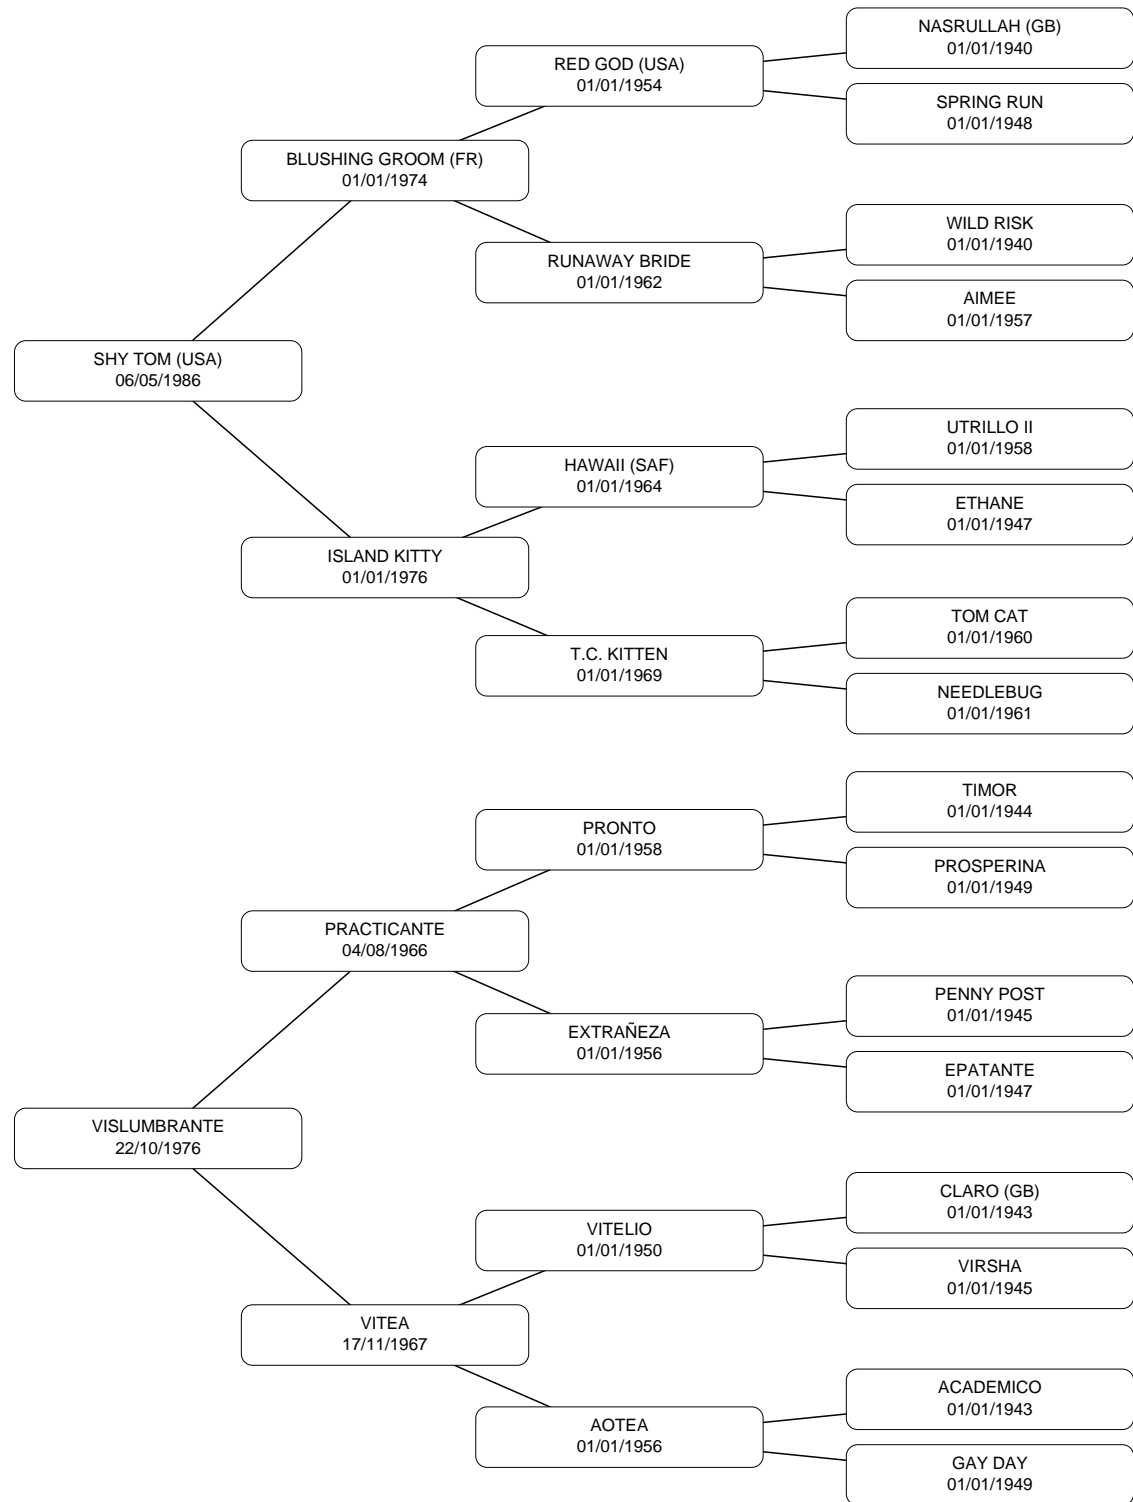 NASRULLAH (GB)
01/01/1940
RED GOD (USA)
01/01/1954
SPRING RUN
01/01/1948
BLUSHING GROOM (FR)
01/01/1974
WILD RISK
01/01/1940
RUNAWAY BRIDE
01/01/1962
AIMEE
01/01/1957
SHY TOM (USA)
06/05/1986
UTRILLO II
01/01/1958
HAWAII (SAF)
01/01/1964
ETHANE
01/01/1947
ISLAND KITTY
01/01/1976
TOM CAT
01/01/1960
T.C. KITTEN
01/01/1969
NEEDLEBUG
01/01/1961
TIMOR
01/01/1944
PRONTO
01/01/1958
PROSPERINA
01/01/1949
PRACTICANTE
04/08/1966
PENNY POST
01/01/1945
EXTRAÑEZA
01/01/1956
EPATANTE
01/01/1947
VISLUMBRANTE
22/10/1976
CLARO (GB)
01/01/1943
VITELIO
01/01/1950
VIRSHA
01/01/1945
VITEA
17/11/1967
ACADEMICO
01/01/1943
AOTEA
01/01/1956
GAY DAY
01/01/1949